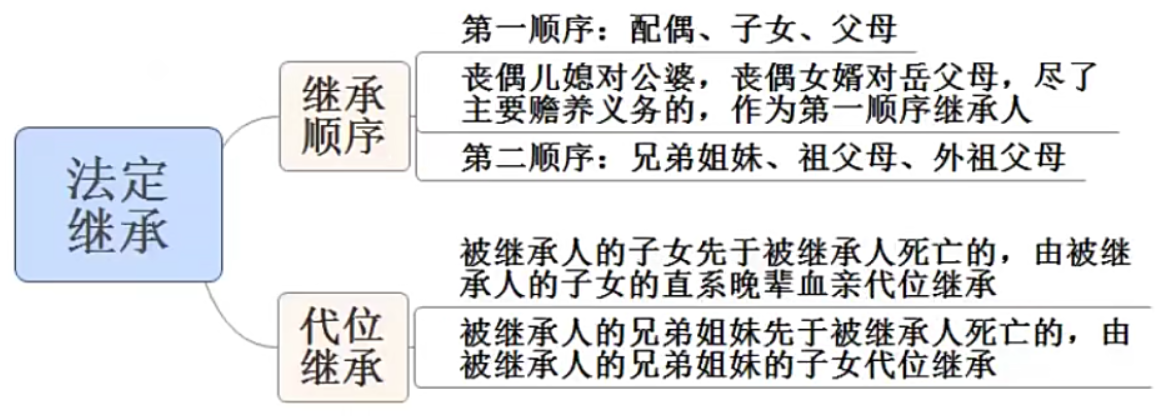 法定
继承
继承
顺序
第一顺序：配偶、子女、父母
丧偶儿媳对公婆，丧偶女婿对岳父母，尽了
主要赡养义务的，作为第一顺序继承人
第二顺序：兄弟姐妹、祖父母、外祖父母
代位
继承
被继承人的子女先于被继承人死亡的，由被继
承人的子女的直系晚辈血亲代位继承
被继承人的兄弟姐妹先于被继承人死亡的，由
被继承人的兄弟姐妹的子女代位继承